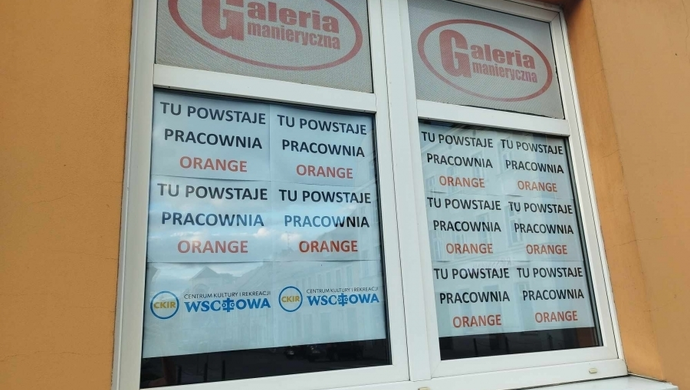 Galeria
manieryczna
Galeria
manieryczna
TU POWSTAJE
PRACOWNIA
ORANGE
TU POWSTAJE
PRACOWNIA
ORANGE
TU POWSTAJE
PRACOWNIA
ORANGE
TU POWSTAJE
PRACOWNIA
ORANGE
CKIR
CENTRUM KULTURY I REKREACJI
WSCHOWA
CKIR
CENTRUM KULTURY I REKREACJI
WSCHOWA
TU POWSTAJE
PRACOWNIA
ORANGE
TU POWSTAJE
PRACOWNIA
ORANGE
TU POWSTAJE
PRACOWNIA
ORANGE
TU POWSTAJE
PRACOWNIA
ORANGE
TU POWSTAJE
PRACOWNIA
ORANGE
TU POWSTAJE
PRACOWNIA
ORANGE